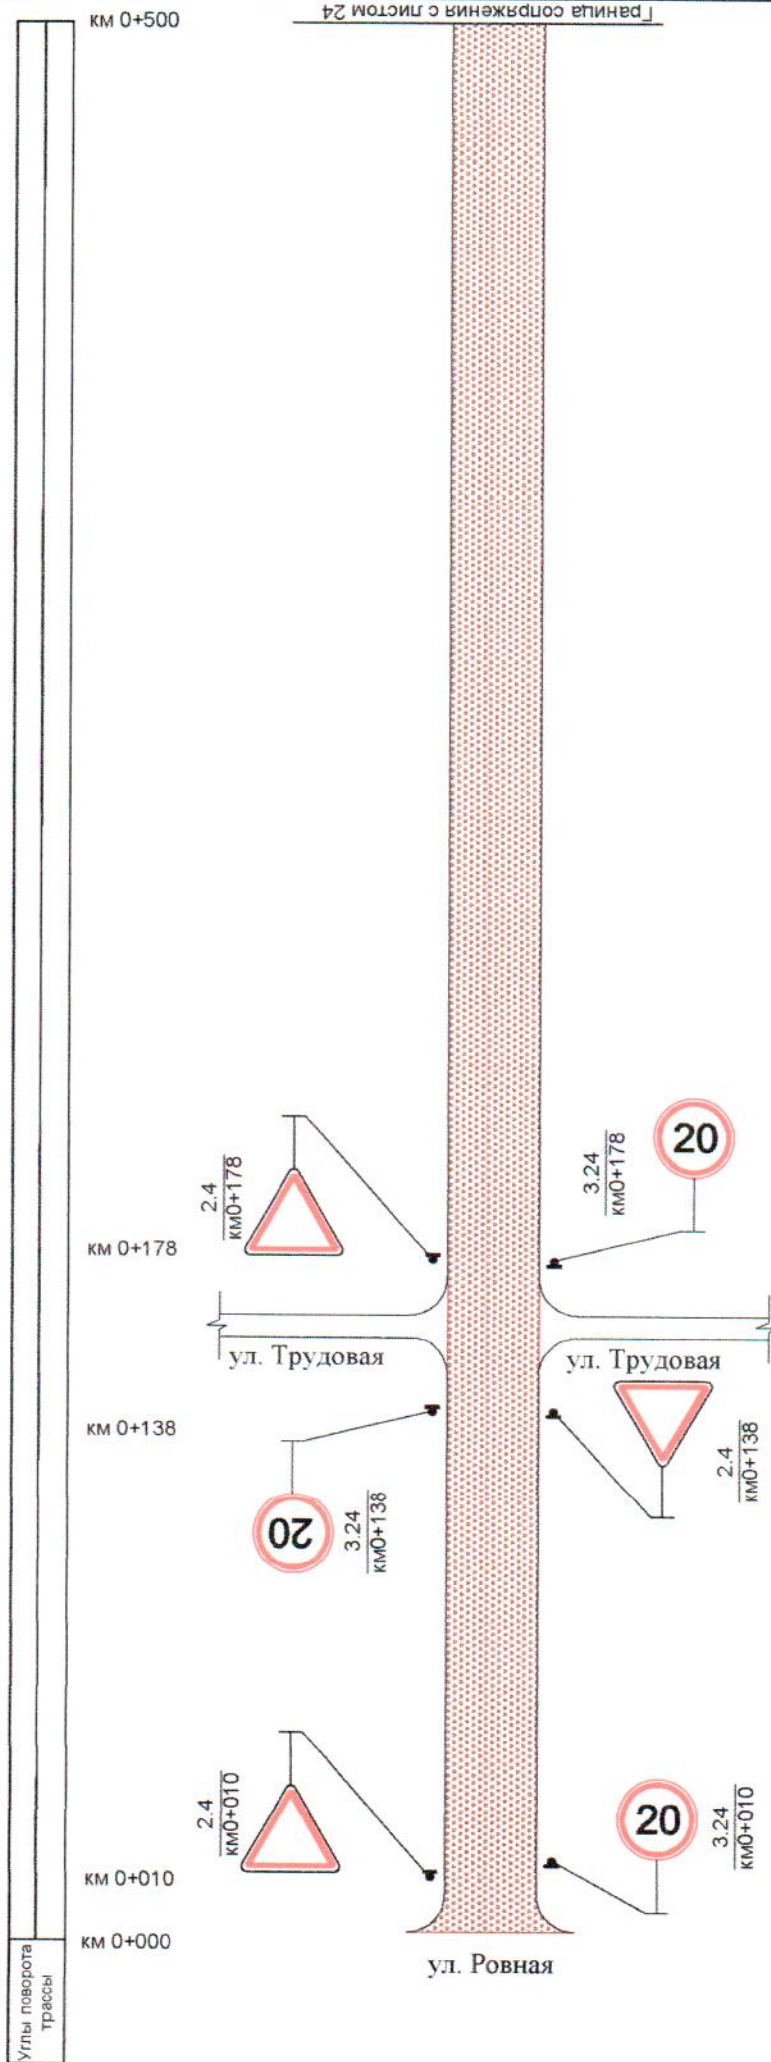 км 0+500
Граница сопряжения с листом 24
2.4
км0+178
3.24
км0+178
20
км 0+178
ул. Трудовая
ул. Трудовая
км 0+138
20
3.24
км0+138
2.4
км0+138
2.4
км0+010
20
3.24
км0+010
км 0+010
км 0+000
ул. Ровная
Углы поворота
трассы